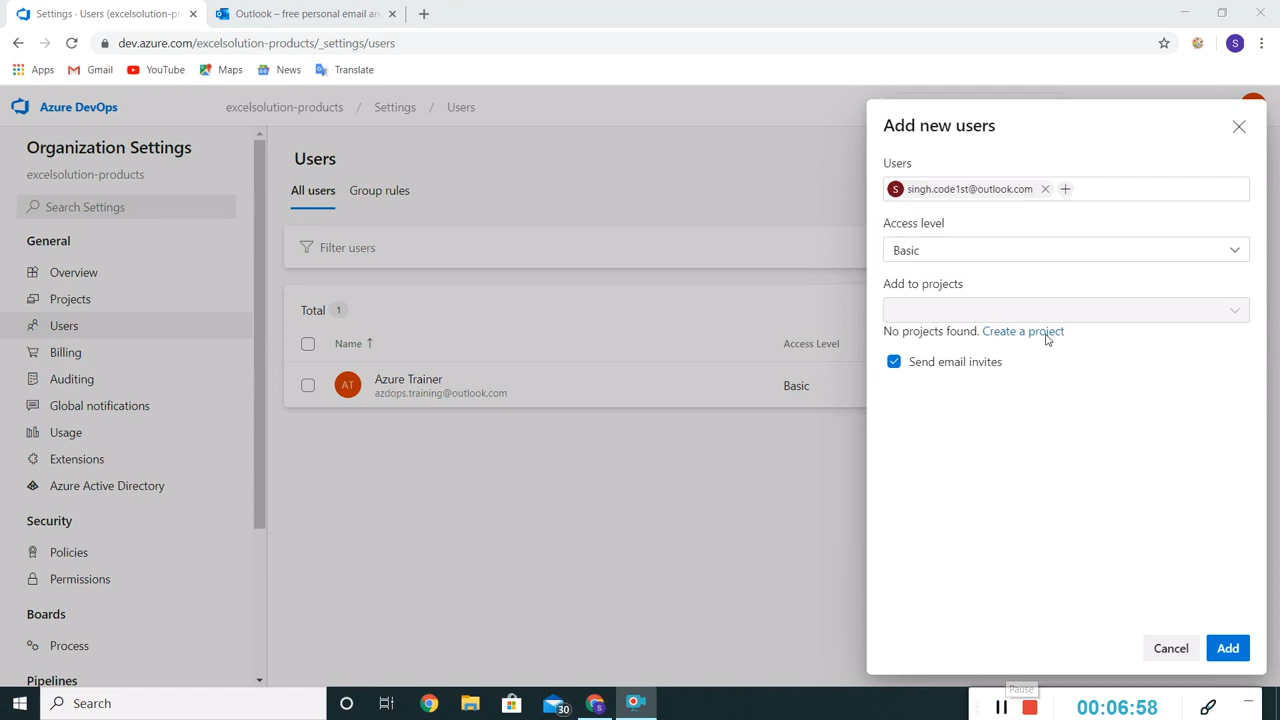 Settings - Users (excelsolution-pr
Outlook – free personal email an
dev.azure.com/excelsolution-products/_settings/users
S
Apps
Gmail
YouTube
Maps
News
Translate
Azure DevOps
excelsolution-products / Settings / Users
Organization Settings
excelsolution-products
Search Settings
General
Overview
Projects
Users
Billing
Auditing
Global notifications
Usage
Extensions
Azure Active Directory
Security
Policies
Permissions
Boards
Process
Pipelines
Users
All users
Group rules
Filter users
Total 1
Name ↑
Access Level
AT
Azure Trainer
azdops.training@outlook.com
Basic
Add new users
Users
S singh.code1st@outlook.com
Access level
Basic
Add to projects
No projects found. Create a project
Send email invites
Cancel
Add
Pause
Search
30
S
00:06:58